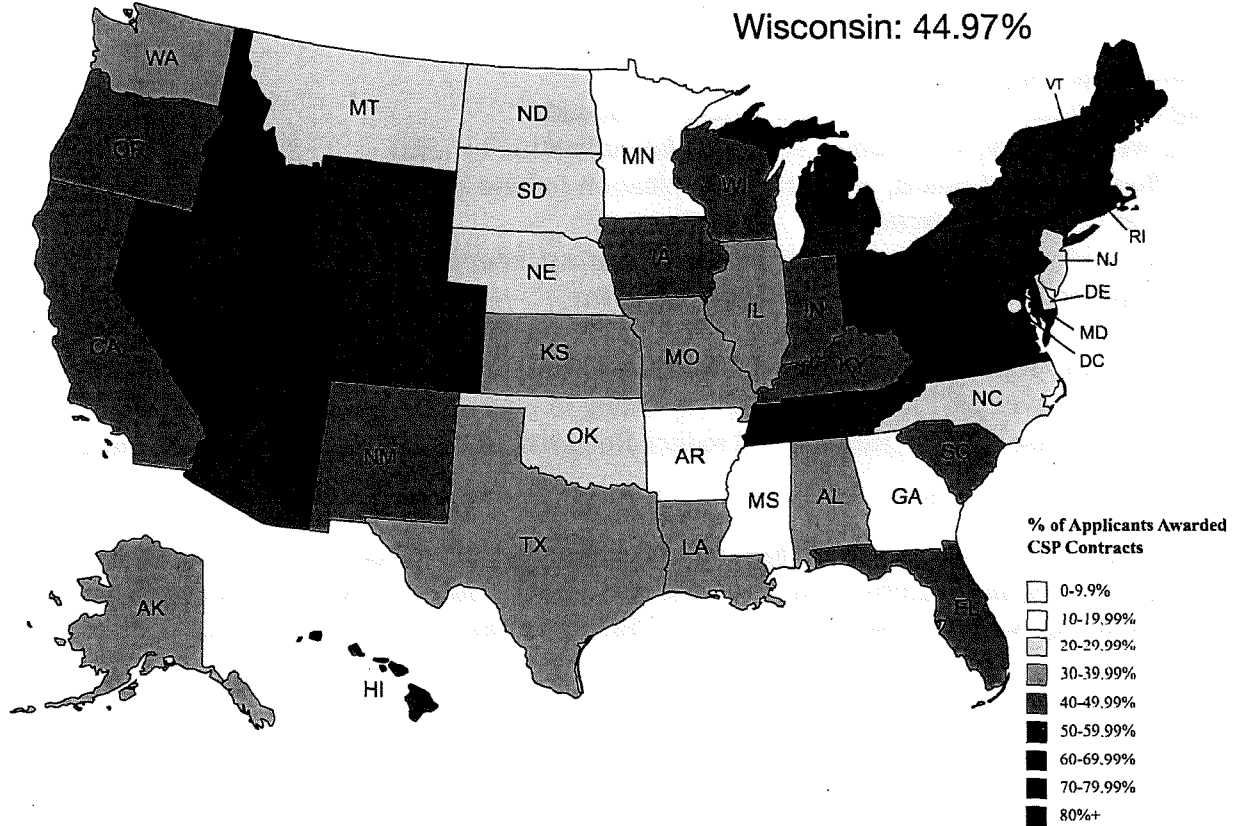 Wisconsin: 44.97%
WA
MT
ND
MN
VT
OR
SD
WI
RI
NJ
IA
NE
DE
IL
IN
MD
CA
KS
MO
KY
DC
NC
NM
OK
AR
SC
MS
AL
GA
TX
LA
% of Applicants Awarded
CSP Contracts
AK
FL
HI
0-9.9%
10-19.99%
20-29.99%
30-39.99%
40-49.99%
50-59.99%
60-69.99%
70-79.99%
80%+